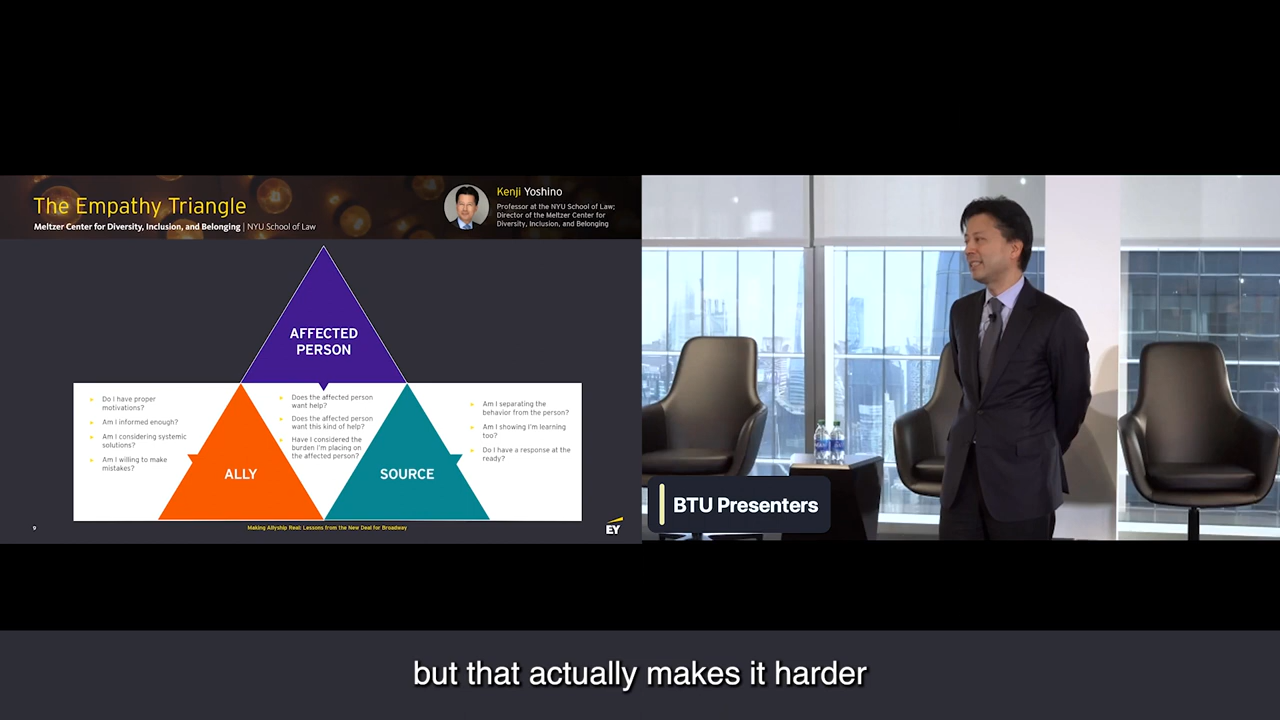 The Empathy Triangle
Meltzer Center for Diversity, Inclusion, and Belonging | NYU School of Law
Kenji Yoshino
Professor at the NYU School of Law;
Director of the Meltzer Center for
Diversity, Inclusion, and Belonging
AFFECTED
PERSON
Do I have proper
motivations?
Am I informed enough?
Am I considering systemic
solutions?
Am I willing to make
mistakes?
ALLY
Does the affected person
want help?
Does the affected person
want this kind of help?
Have I considered the
burden I'm placing on
the affected person?
SOURCE
Am I separating the
behavior from the person?
Am I showing I'm learning
too?
Do I have a response at the
ready?
9
Making Allyship Real: Lessons from the New Deal for Broadway
EY
BTU Presenters
but that actually makes it harder